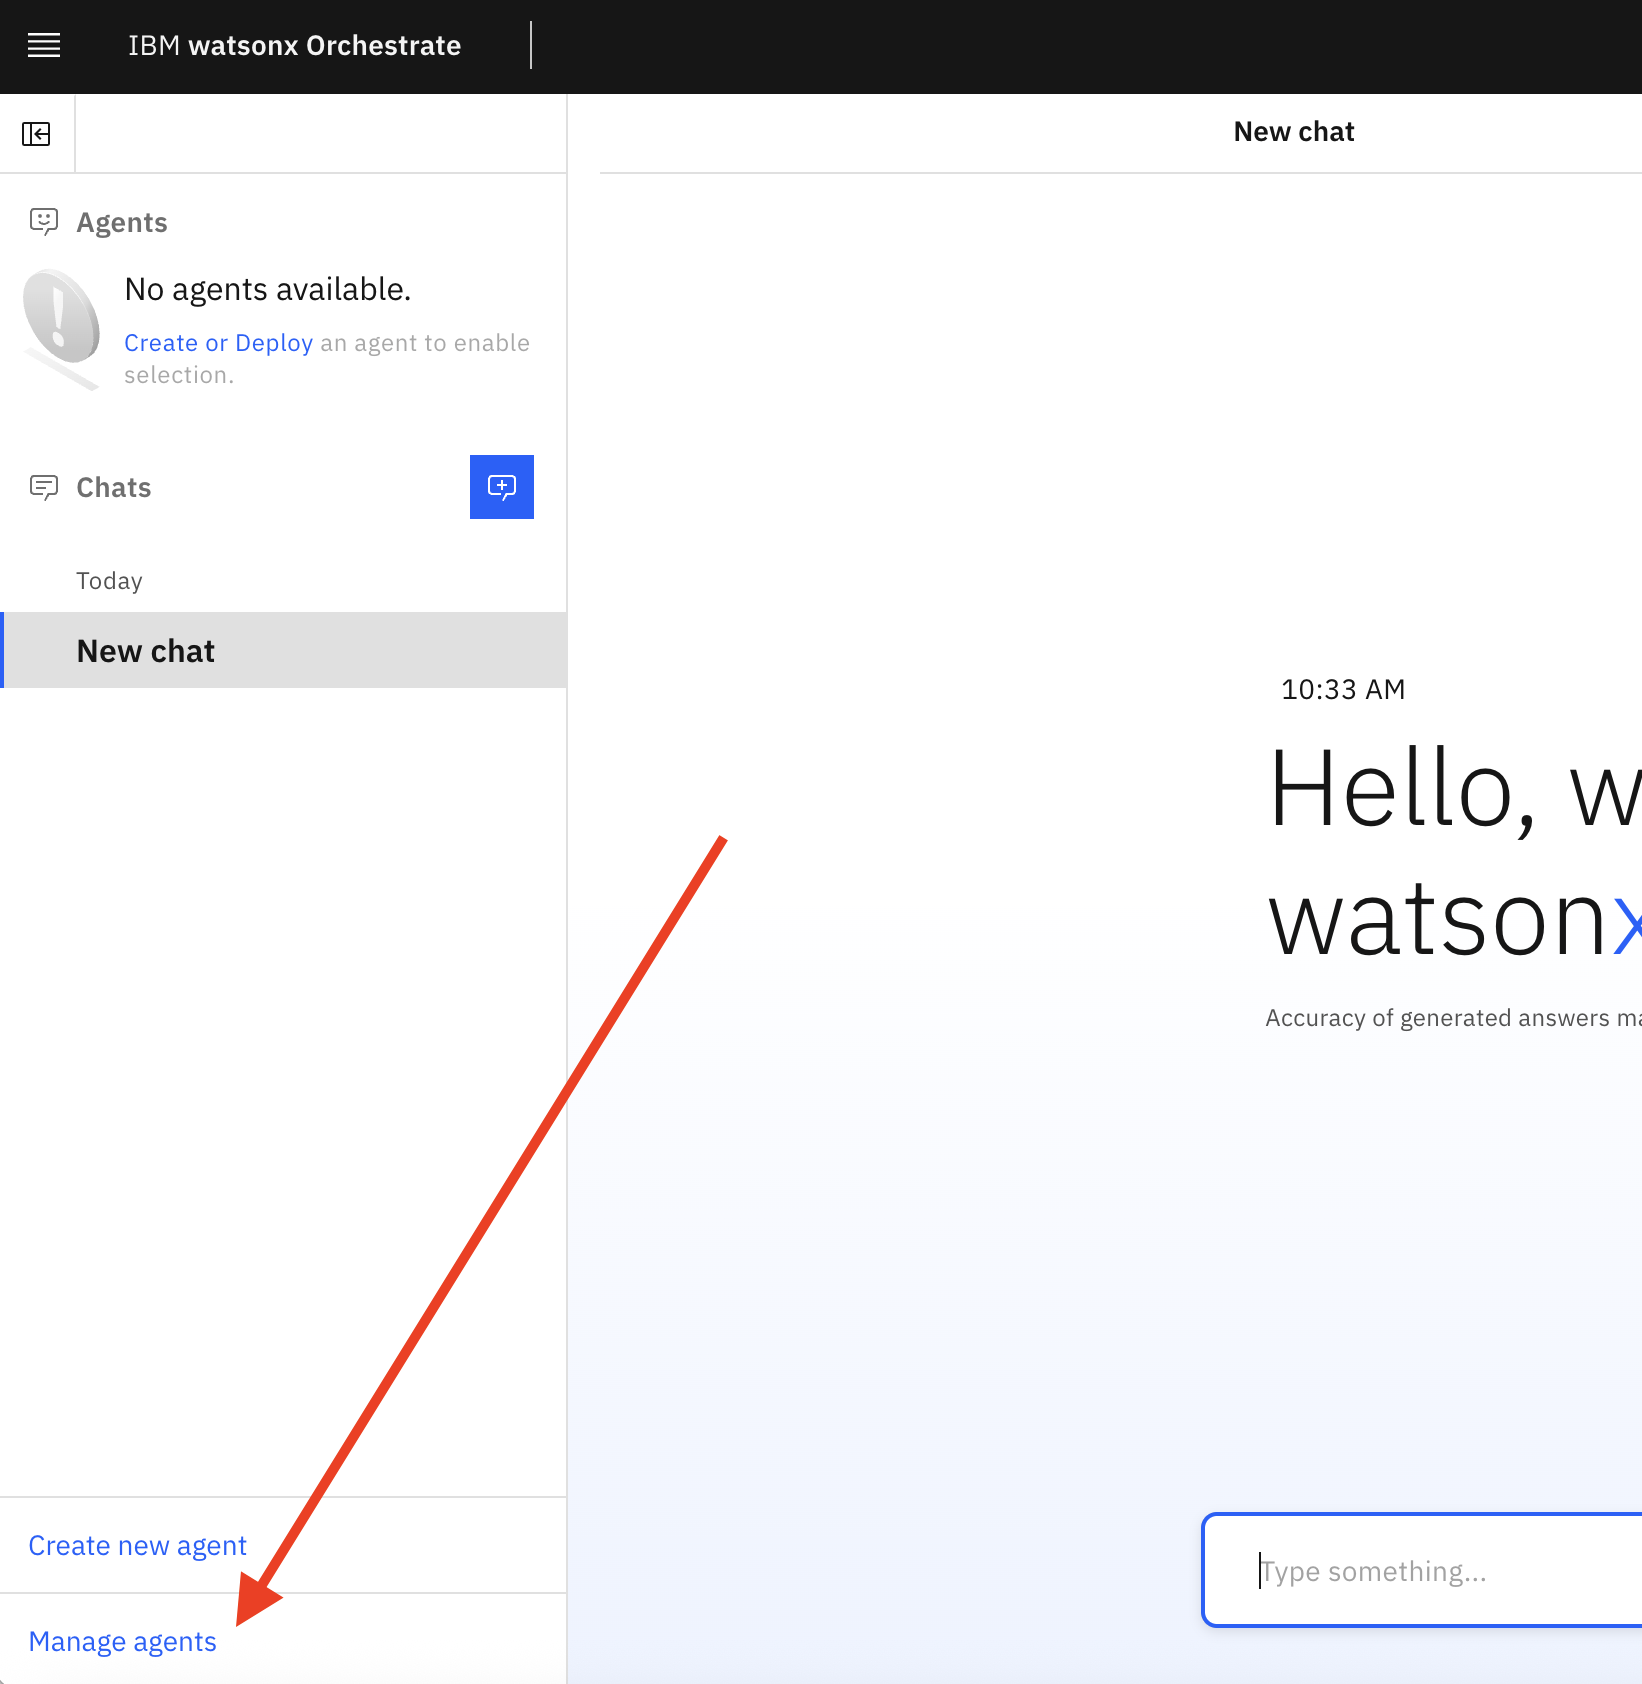 IBM watsonx Orchestrate
New chat
Agents
No agents available.
Create or Deploy an agent to enable
selection.
Chats
Today
New chat
10:33 AM
Hello, w
watsonx
Accuracy of generated answers ma
Create new agent
Type something...
Manage agents